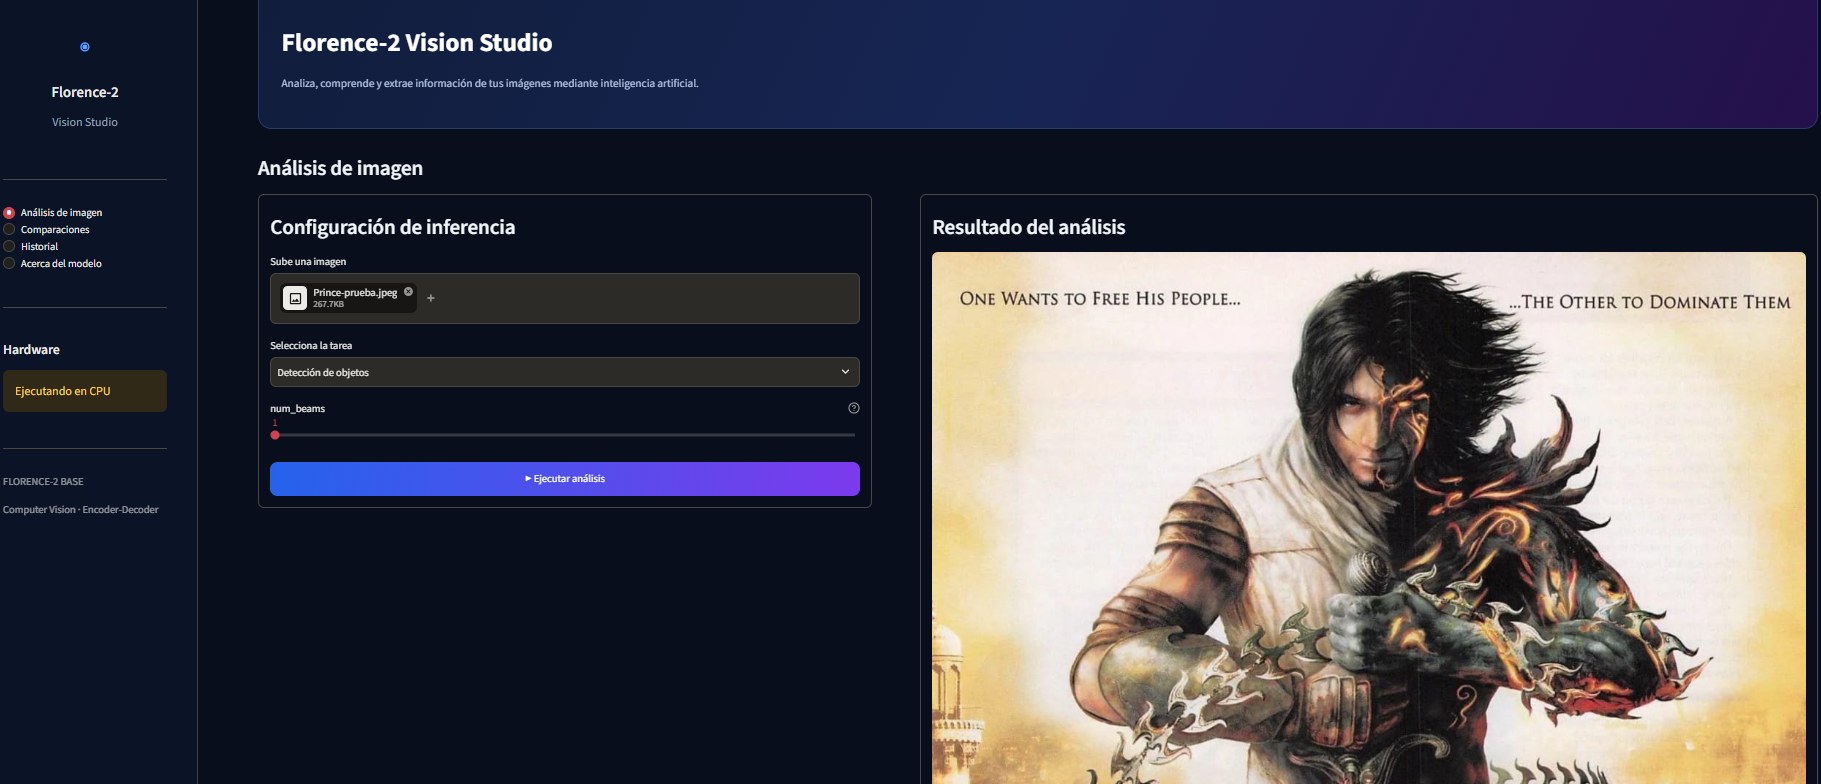 Florence-2
Vision Studio
Análisis de imagen
Comparaciones
Historial
Acerca del modelo
Hardware
Ejecutando en CPU
FLORENCE-2 BASE
Computer Vision · Encoder-Decoder
Florence-2 Vision Studio
Analiza, comprende y extrae información de tus imágenes mediante inteligencia artificial.
Análisis de imagen
Configuración de inferencia
Sube una imagen
Prince-prueba.jpeg
267.7KB
Selecciona la tarea
Detección de objetos
num_beams
1
Ejecutar análisis
Resultado del análisis
ONE WANTS TO FREE HIS PEOPLE...
...THE OTHER TO DOMINATE THEM